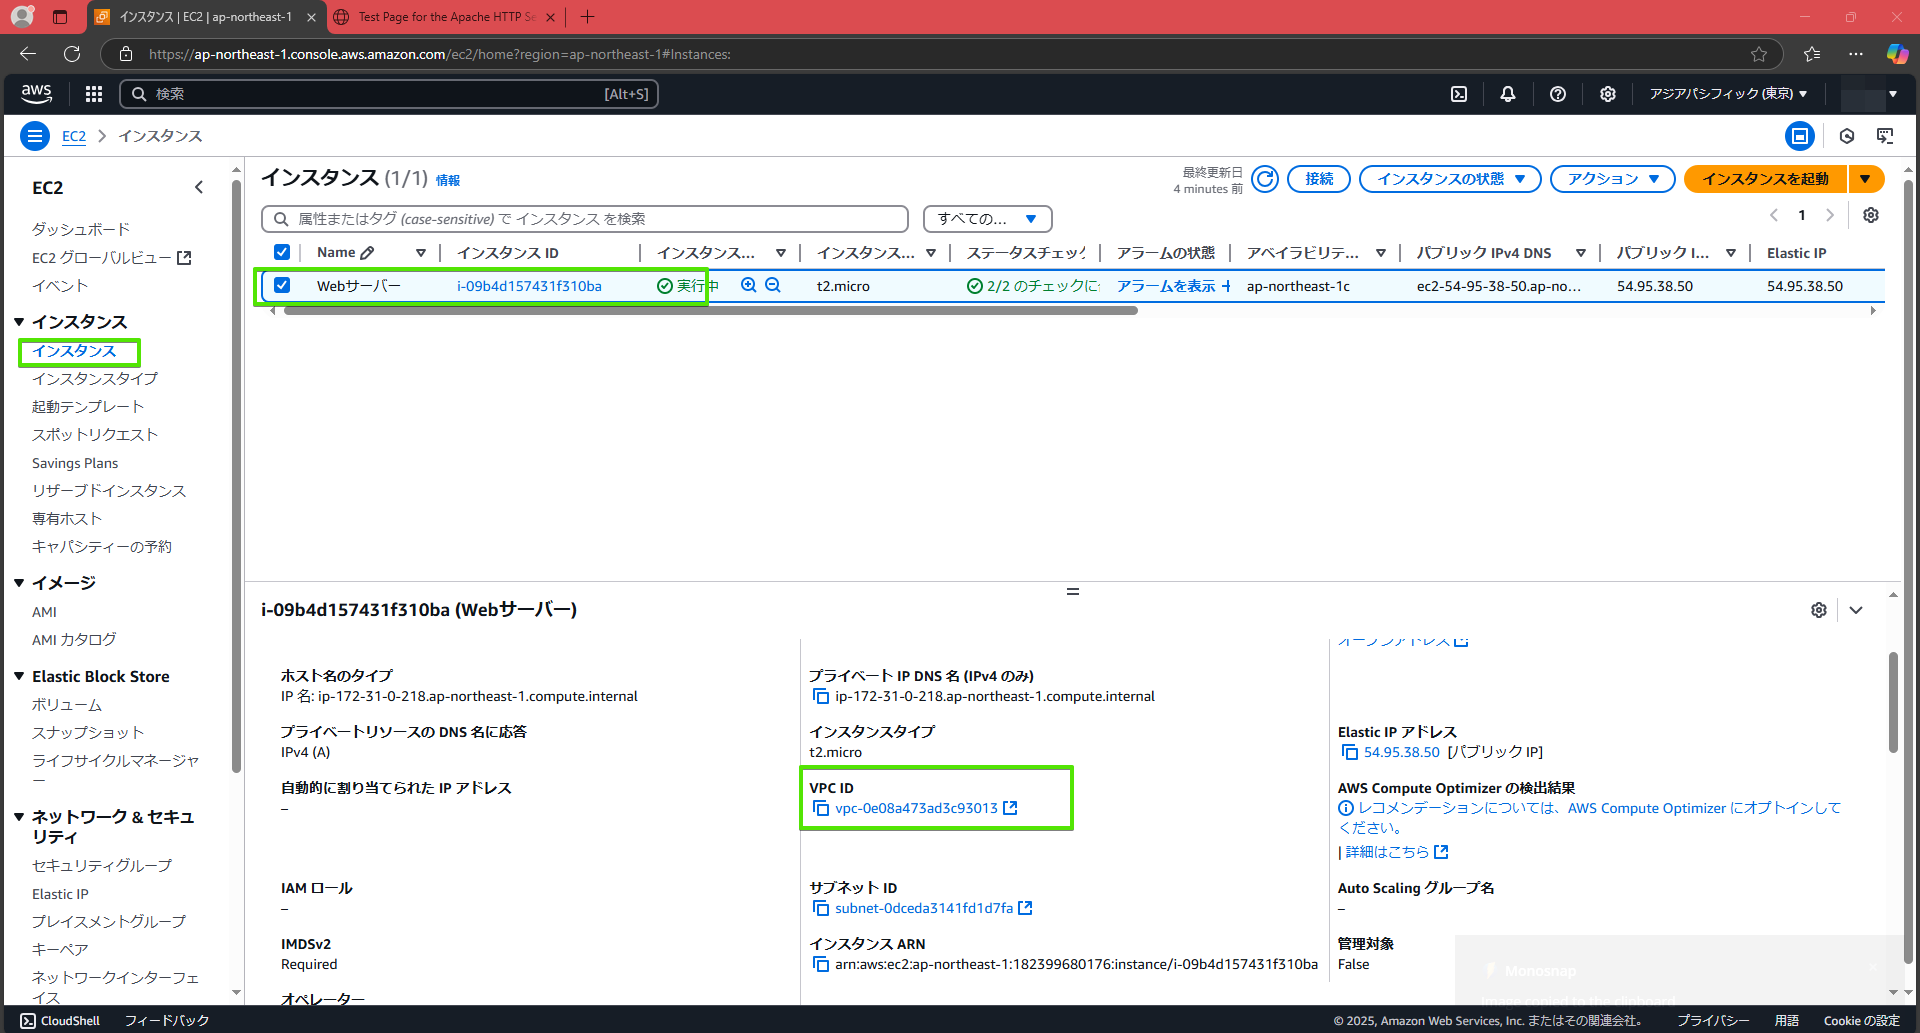 インスタンス | EC2 | ap-northeast-1
Test Page for the Apache HTTP Se
https://ap-northeast-1.console.aws.amazon.com/ec2/home?region=ap-northeast-1#Instances:
aws
検索
[Alt+S]
アジアパシフィック (東京)
EC2
インスタンス
EC2
ダッシュボード
EC2 グローバルビュー
イベント
インスタンス
インスタンス
インスタンスタイプ
起動テンプレート
スポットリクエスト
Savings Plans
リザーブドインスタンス
専有ホスト
キャパシティーの予約
イメージ
AMI
AMI カタログ
Elastic Block Store
ボリューム
スナップショット
ライフサイクルマネージャ
ー
ネットワーク & セキュ
リティ
セキュリティグループ
Elastic IP
プレイスメントグループ
キーペア
ネットワークインターフェ
イス
インスタンス (1/1) 情報
最終更新日
4 minutes 前
接続
インスタンスの状態
アクション
インスタンスを起動
属性またはタグ (case-sensitive) で インスタンス を検索
すべての...
1
Name
インスタンス ID
インスタンス...
インスタンス...
ステータスチェック
アラームの状態
アベイラビリテ...
パブリック IPv4 DNS
パブリック I...
Elastic IP
Webサーバー
i-09b4d157431f310ba
実行中
t2.micro
2/2 のチェックに
アラームを表示
ap-northeast-1c
ec2-54-95-38-50.ap-no...
54.95.38.50
54.95.38.50
i-09b4d157431f310ba (Webサーバー)
オープンアドレス
ホスト名のタイプ
IP 名: ip-172-31-0-218.ap-northeast-1.compute.internal
プライベート IP DNS 名 (IPv4 のみ)
ip-172-31-0-218.ap-northeast-1.compute.internal
プライベートリソースの DNS 名に応答
IPv4 (A)
インスタンスタイプ
t2.micro
Elastic IP アドレス
54.95.38.50 [パブリック IP]
自動的に割り当てられた IP アドレス
–
VPC ID
vpc-0e08a473ad3c93013
AWS Compute Optimizer の検出結果
レコメンデーションについては、AWS Compute Optimizer にオプトインして
ください。
| 詳細はこちら
IAM ロール
–
サブネット ID
subnet-0dceda3141fd1d7fa
Auto Scaling グループ名
–
IMDSv2
Required
インスタンス ARN
arn:aws:ec2:ap-northeast-1:182399680176:instance/i-09b4d157431f310ba
管理対象
False
オペレーター
Monosnap
Image copied to the clipboard
CloudShell
フィードバック
© 2025, Amazon Web Services, Inc. またはその関連会社。
プライバシー
用語
Cookie の設定